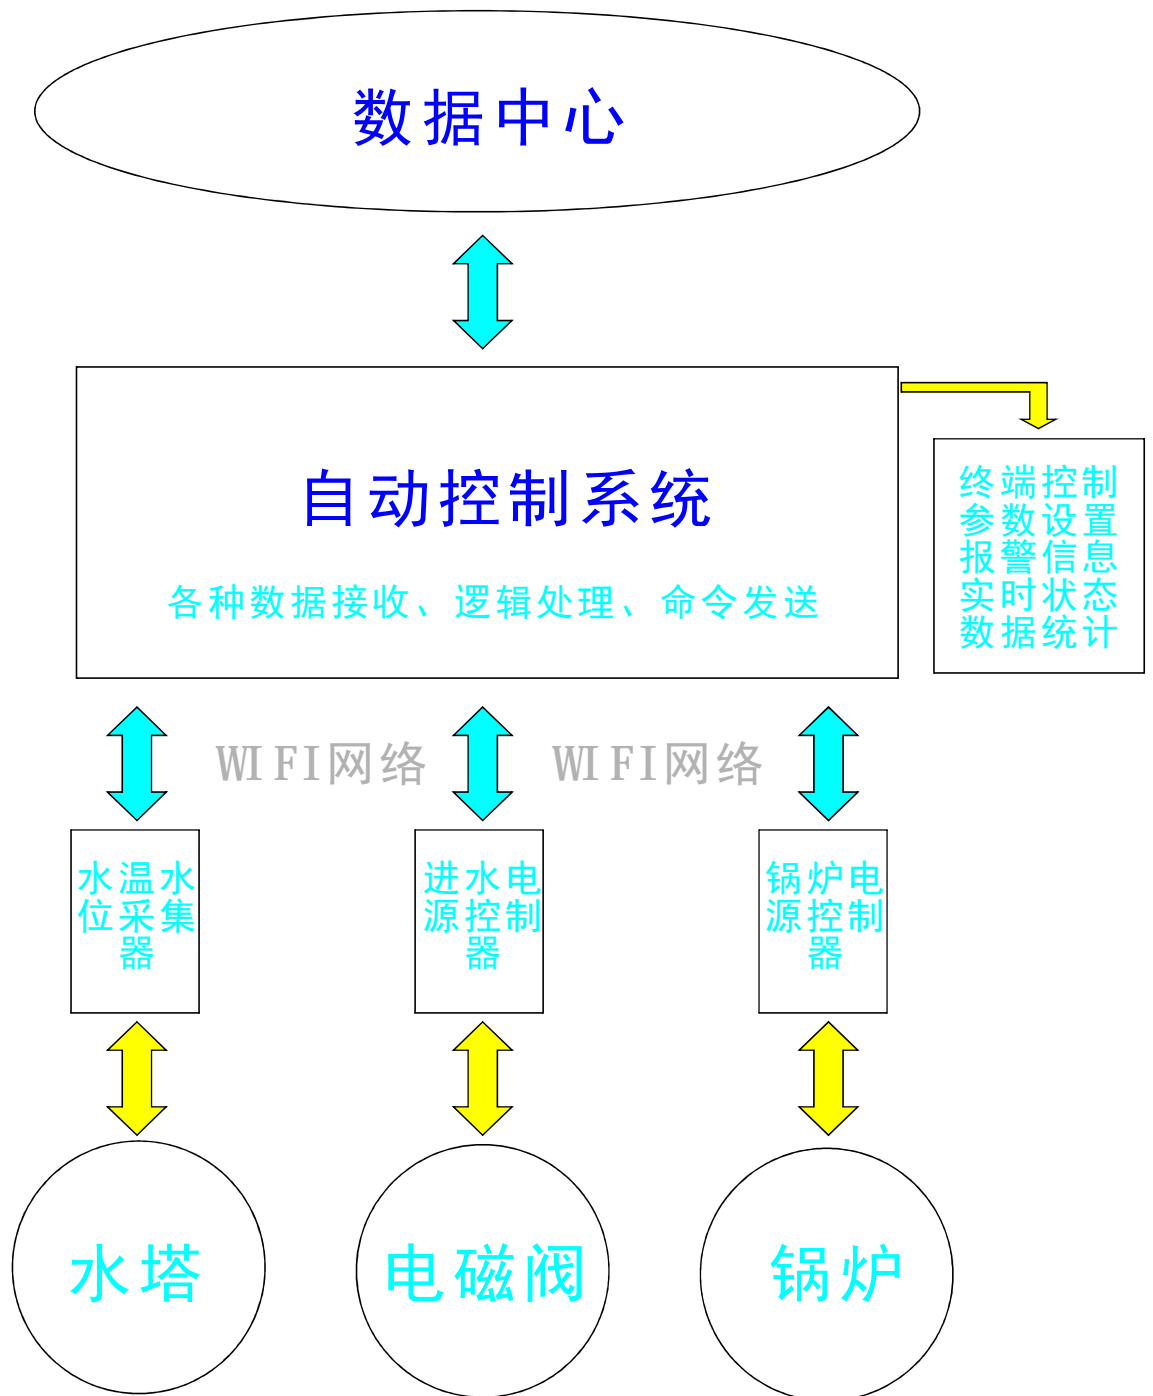 数据中心
自动控制系统
各种数据接收、逻辑处理、命令发送
终端控制
参数设置
报警信息
实时状态
数据统计
WIFI网络
WIFI网络
水温水
位采集
器
进水电
源控制
器
锅炉电
源控制
器
水塔
电磁阀
锅炉